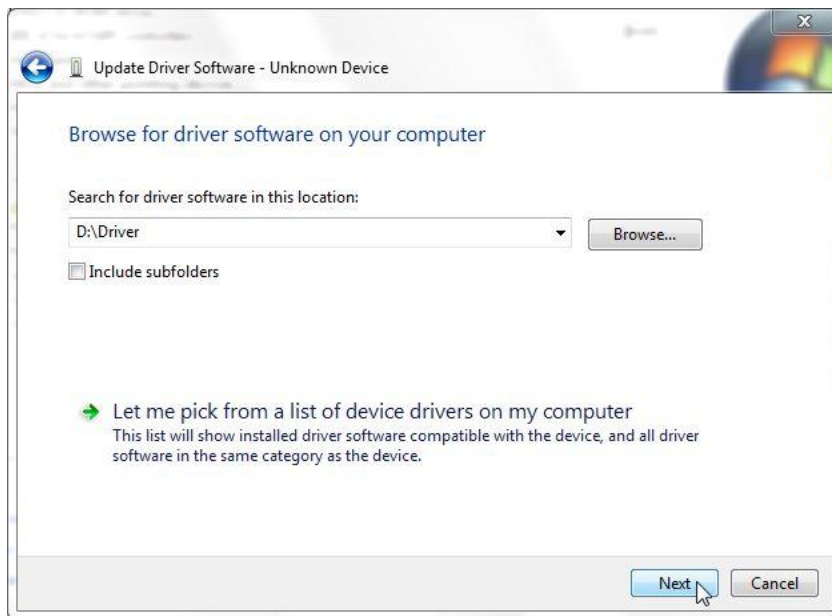 Update Driver Software - Unknown Device
Browse for driver software on your computer
Search for driver software in this location:
D:\Driver
Browse...
Include subfolders
Let me pick from a list of device drivers on my computer
This list will show installed driver software compatible with the device, and all driver
software in the same category as the device.
Next
Cancel